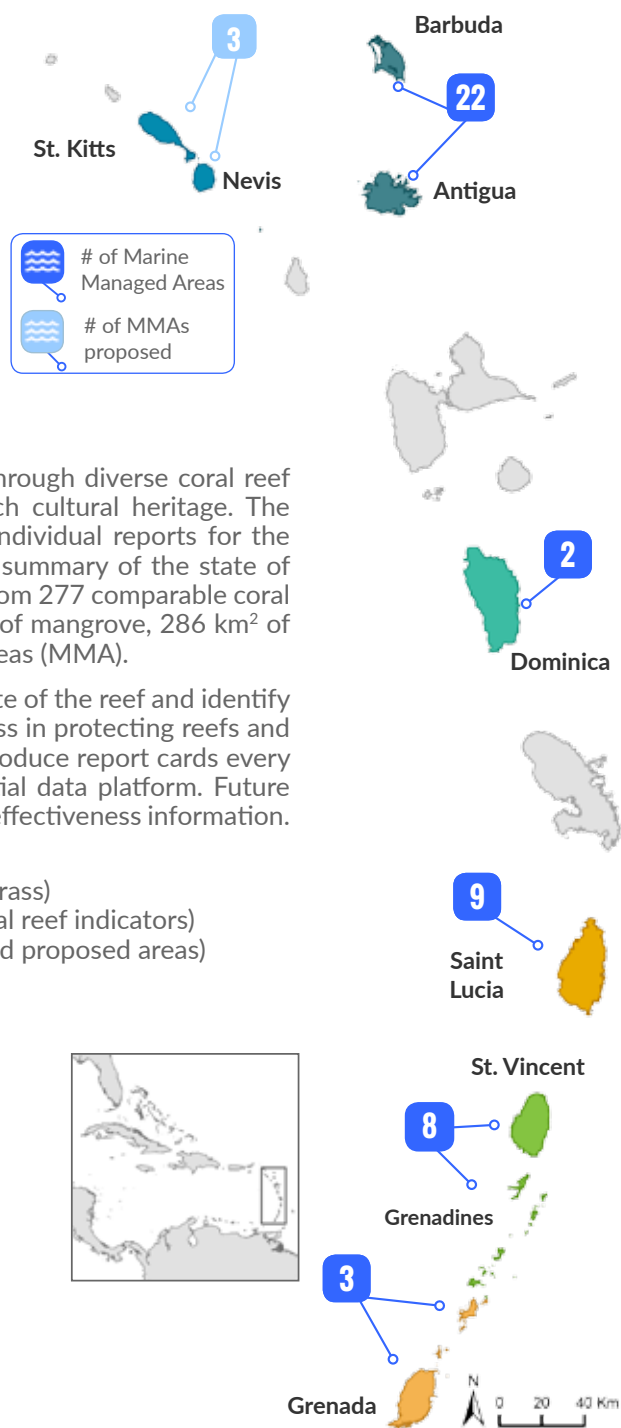 3
Barbuda
22
St. Kitts
Nevis
Antigua
# of Marine
Managed Areas
# of MMAs
proposed
hrough diverse coral reef
ch cultural heritage. The
ndividual reports for the
summary of the state of
om 277 comparable coral
of mangrove, 286 km² of
eas (MMA).
te of the reef and identify
ss in protecting reefs and
oduce report cards every
tial data platform. Future
effectiveness information.
rass)
al reef indicators)
d proposed areas)
2
Dominica
9
Saint
Lucia
St. Vincent
8
Grenadines
3
Grenada
N
0 20 40 Km